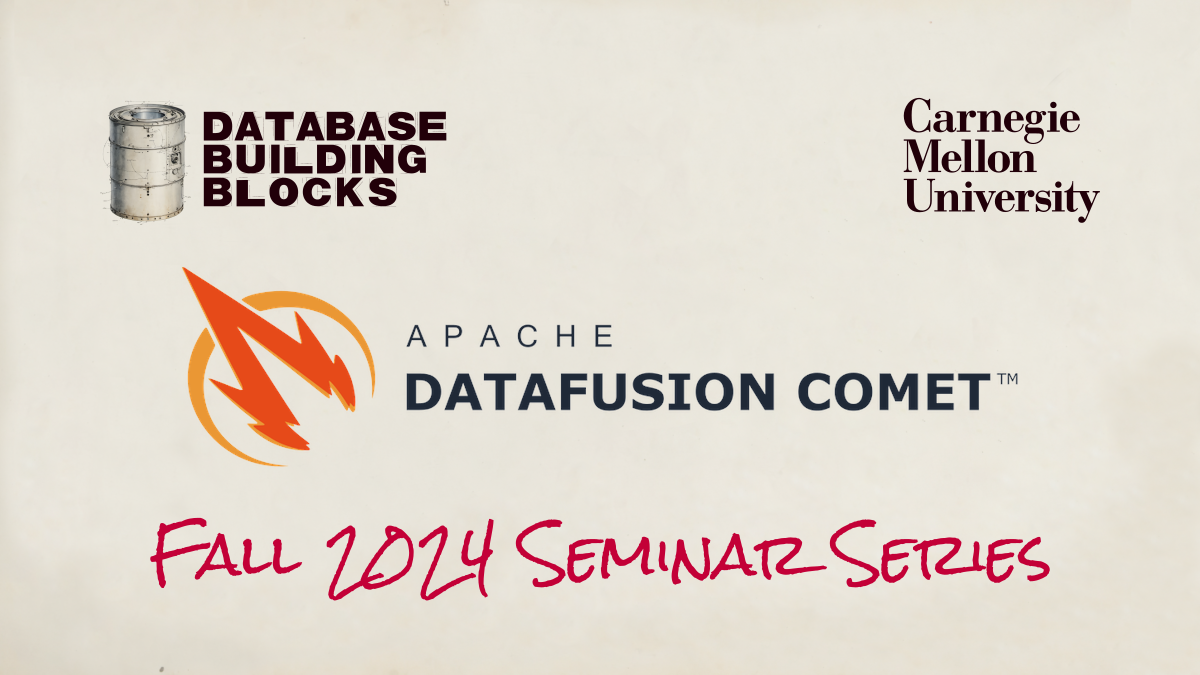 DATABASE
BUILDING
BLOCKS
Carnegie
Mellon
University
APACHE
DATAFUSION COMET™
FALL 2024 SEMINAR SERIES